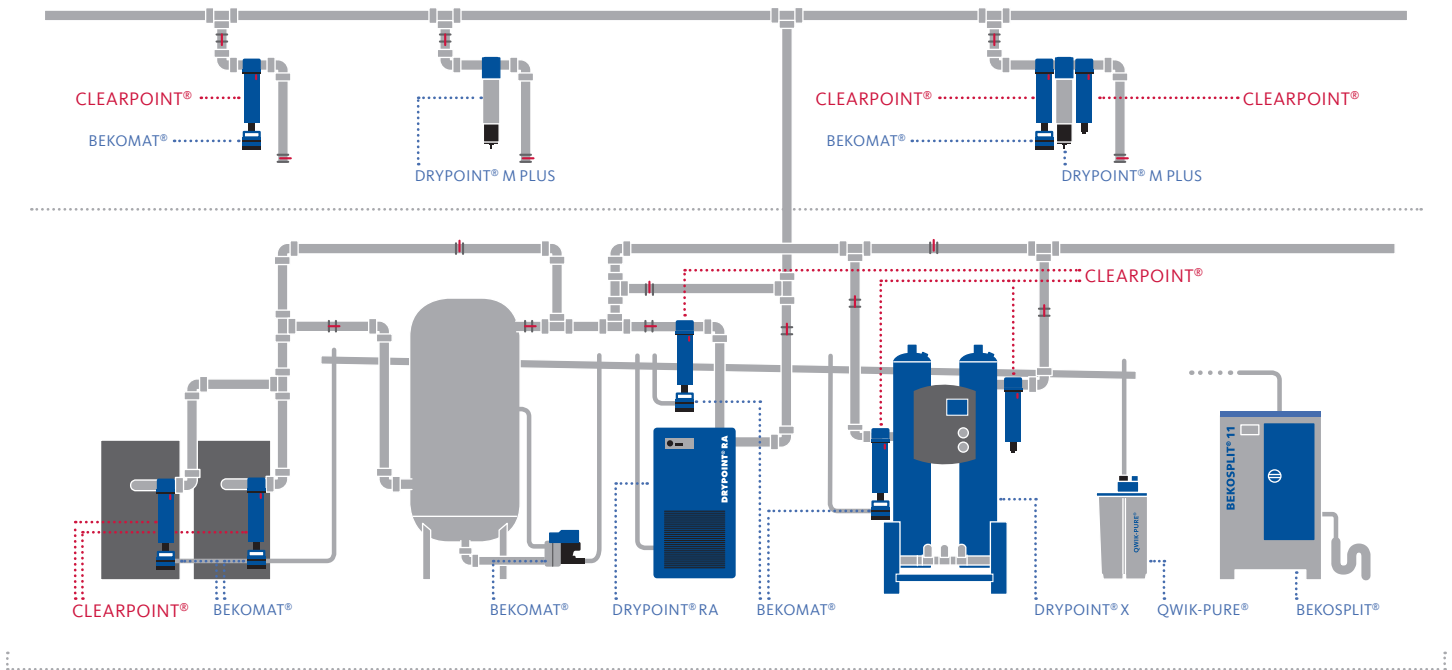 CLEARPOINT®
BEKOMAT®
DRYPOINT® M PLUS
CLEARPOINT®
CLEARPOINT®
BEKOMAT®
DRYPOINT® M PLUS
CLEARPOINT®
DRYPOINT® RA
QWIK-PURE®
BEKOSPLIT® 11
CLEARPOINT®
BEKOMAT®
BEKOMAT®
DRYPOINT® RA
BEKOMAT®
DRYPOINT® X
QWIK-PURE®
BEKOSPLIT®